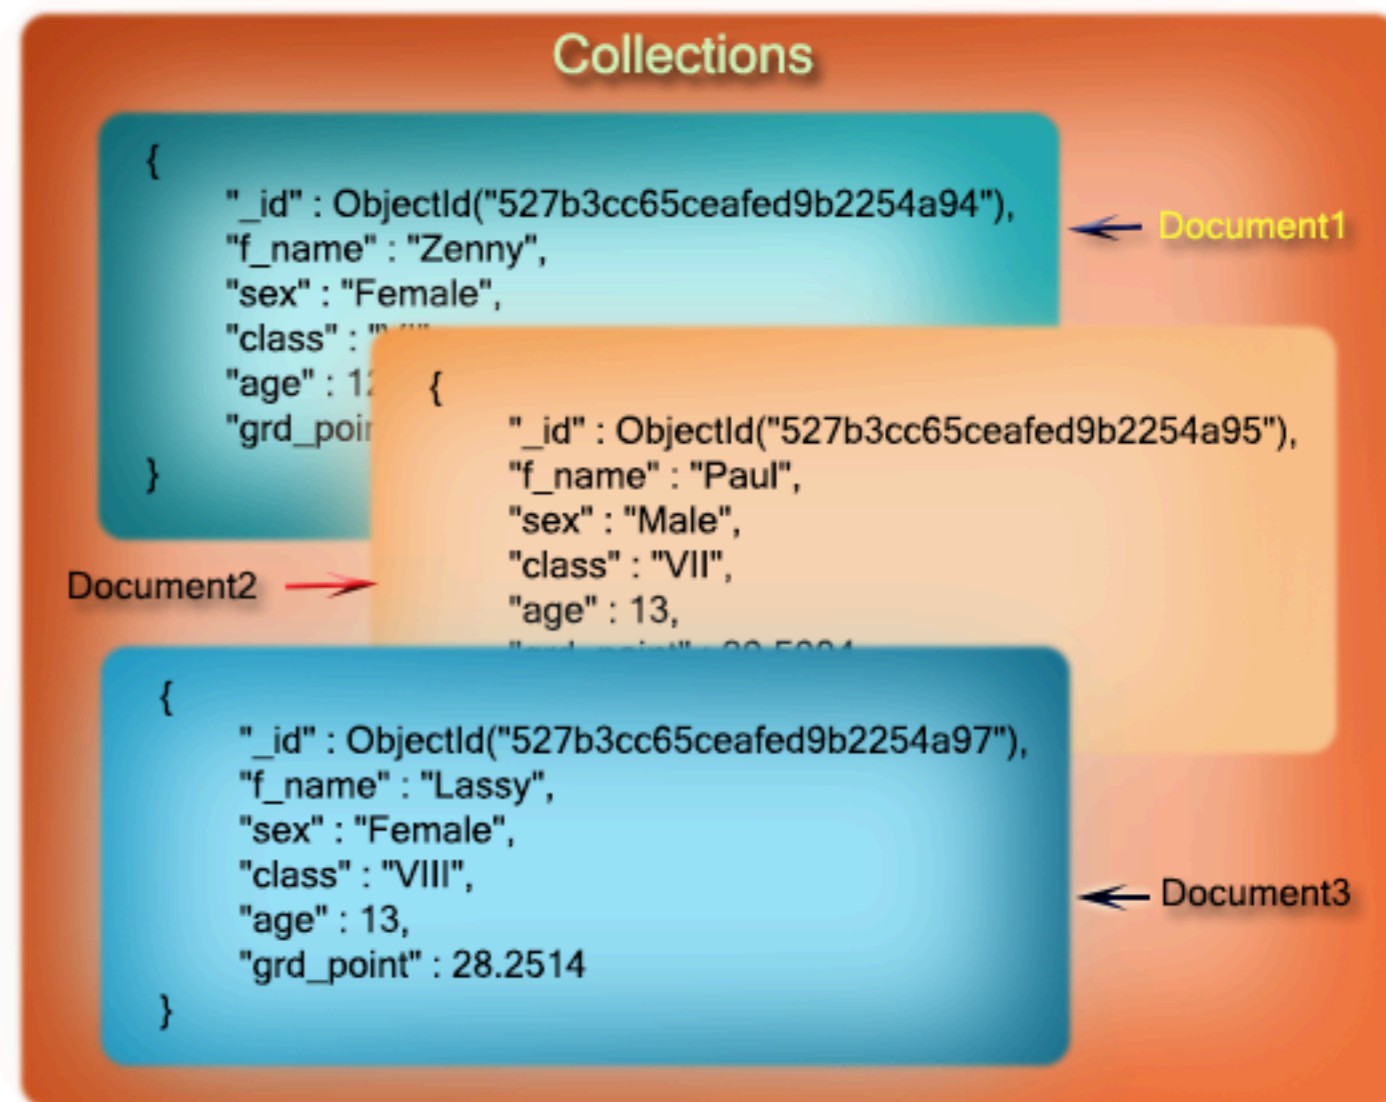 Collections
{
"_id" : ObjectId("527b3cc65ceafed9b2254a94"),
"f_name" : "Zenny",
"sex" : "Female",
"class" :
"age" :
}
Document1
{
"_id" : ObjectId("527b3cc65ceafed9b2254a95"),
"f_name" : "Paul",
"sex" : "Male",
"class" : "VII",
"age" : 13,
Document2
{
"_id" : ObjectId("527b3cc65ceafed9b2254a97"),
"f_name" : "Lassy",
"sex" : "Female",
"class" : "VIII",
"age" : 13,
"grd_point" : 28.2514
}
Document3